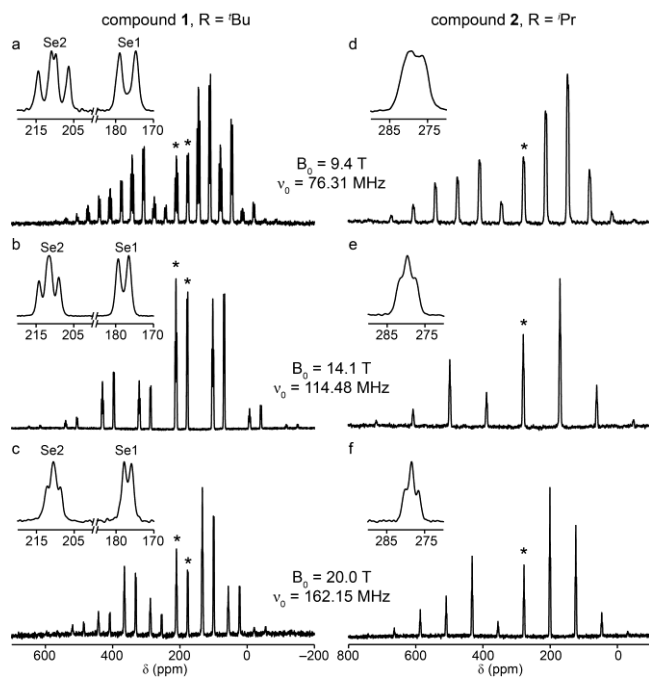 compound 1, R = ᵗBu
compound 2, R = ⁱPr
a
Se2
Se1
215
205
180
170
*
*
B₀ = 9.4 T
ν₀ = 76.31 MHz
d
285
275
*
b
215
205
180
170
*
*
B₀ = 14.1 T
ν₀ = 114.48 MHz
e
285
275
*
c
Se2
Se1
215
205
180
170
*
*
B₀ = 20.0 T
ν₀ = 162.15 MHz
f
285
275
*
600
400
200
0
−200
δ (ppm)
800
600
400
200
0
δ (ppm)